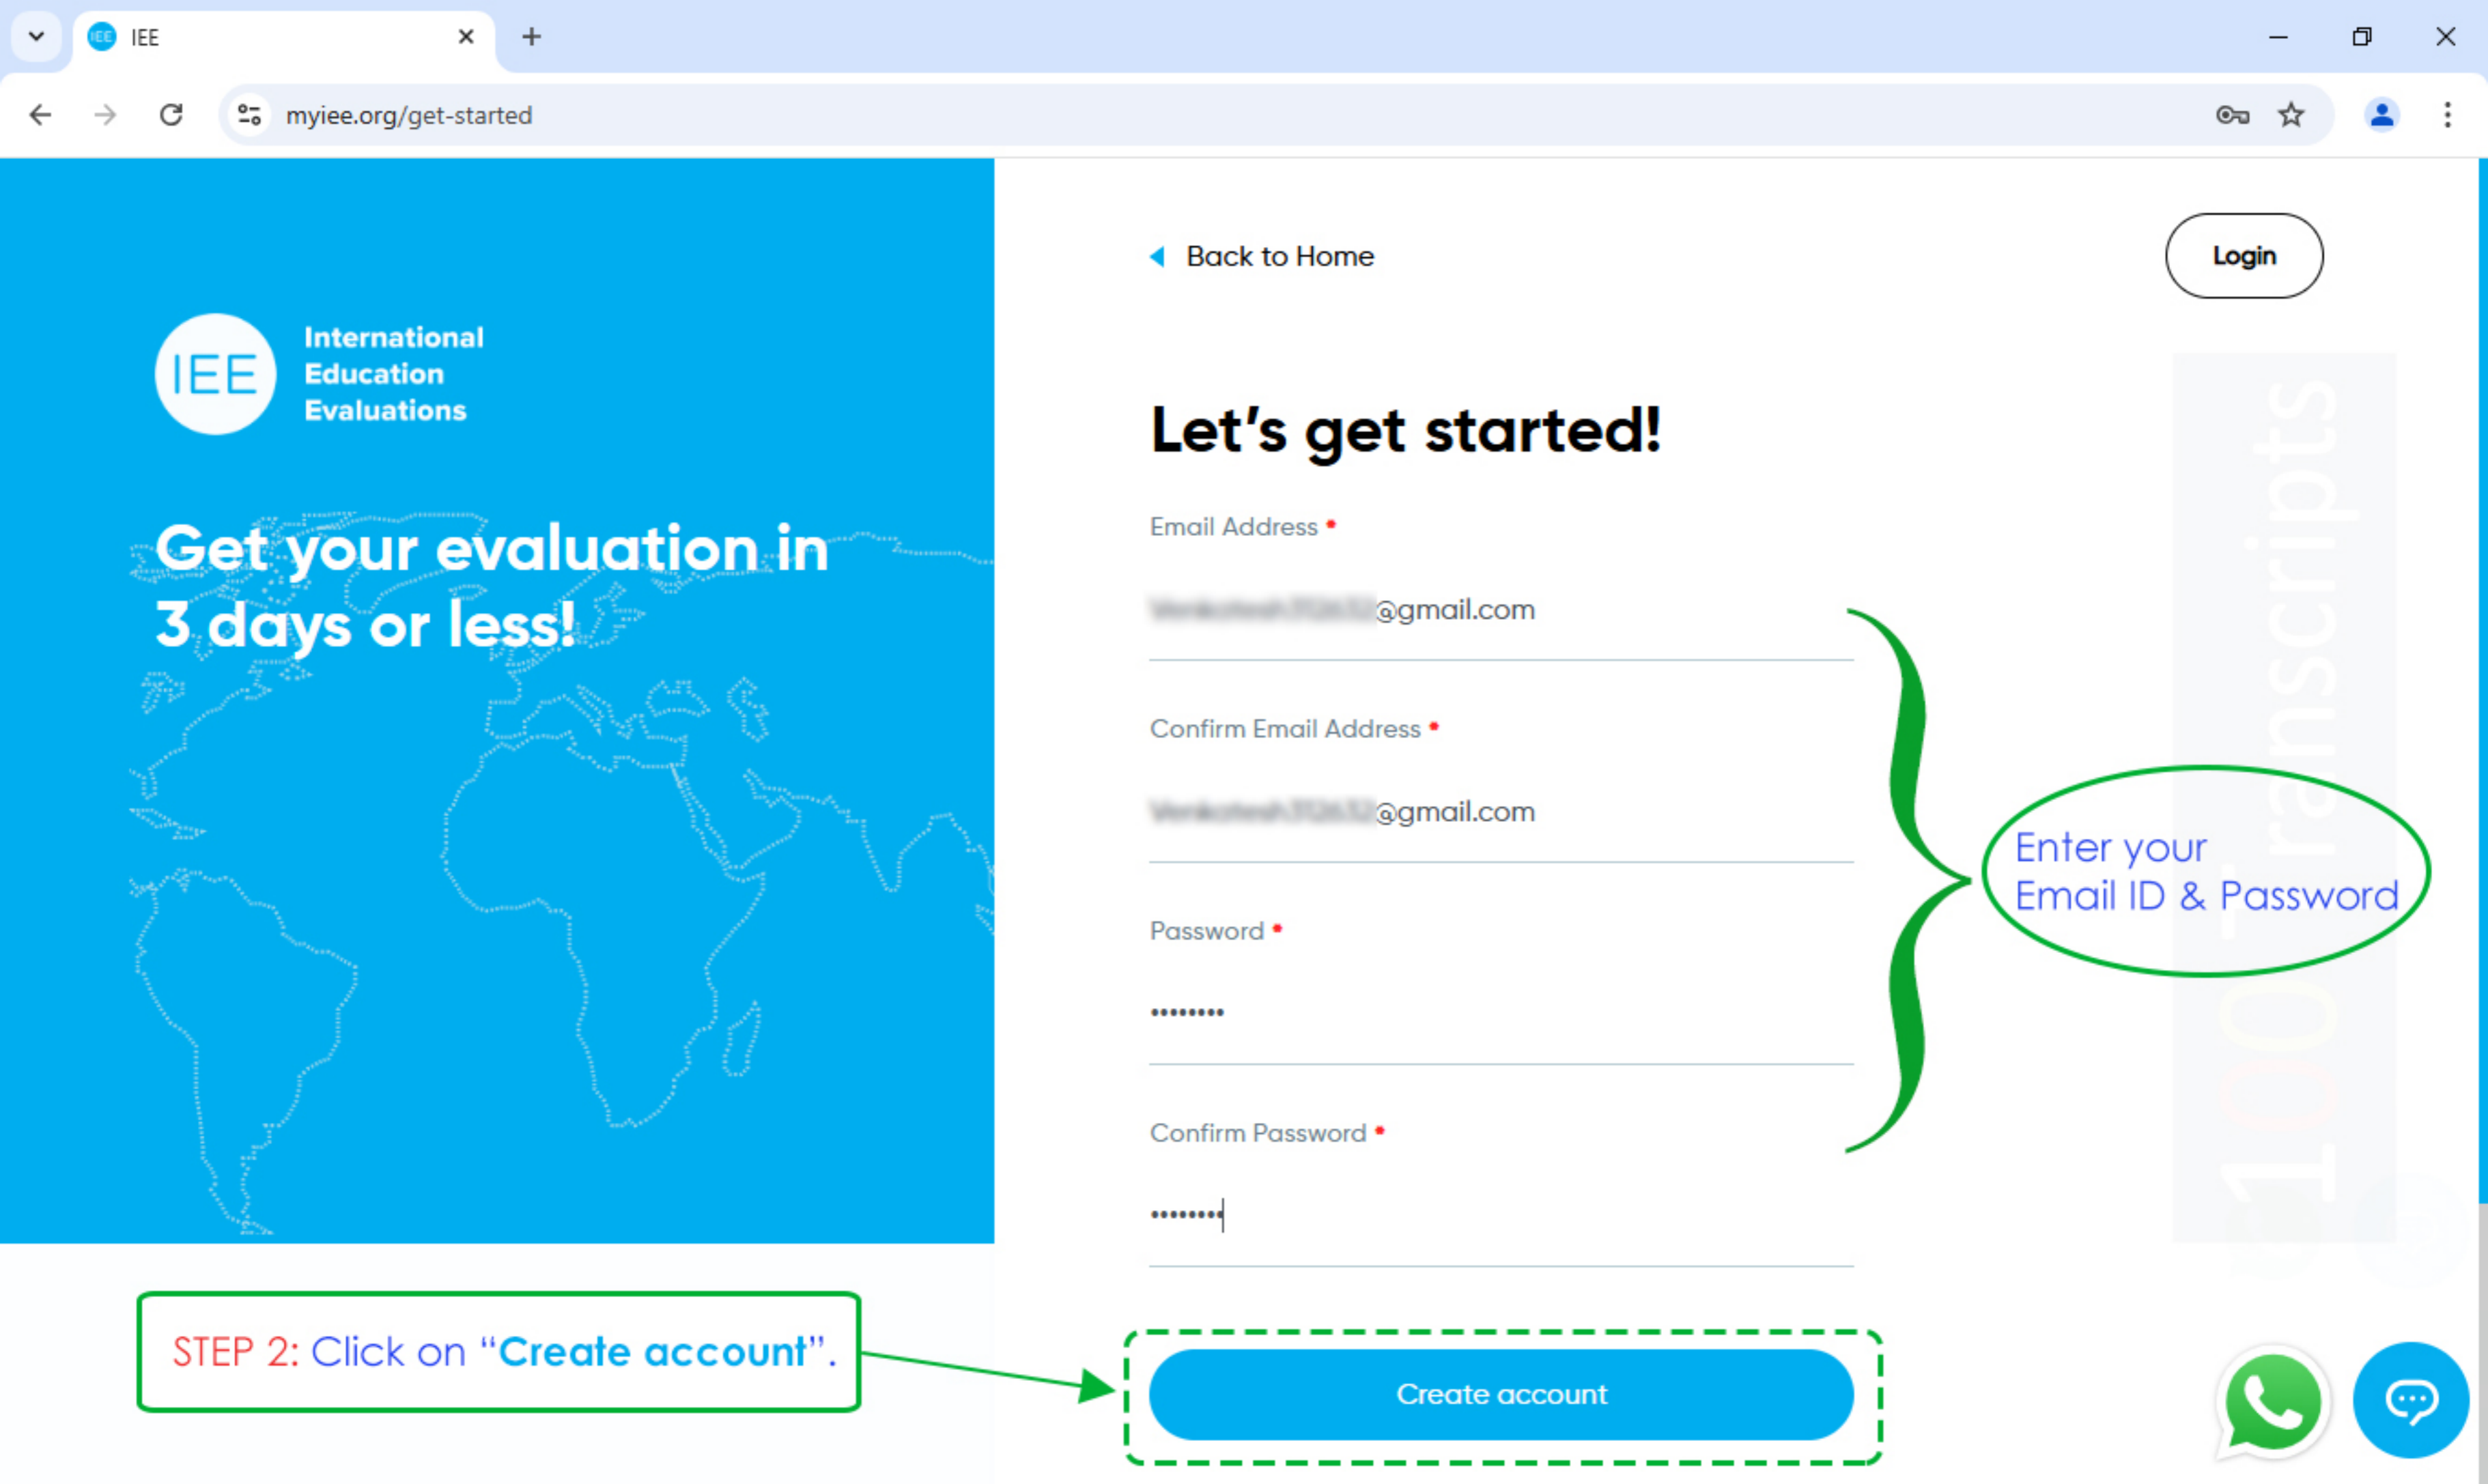 IEE
myiee.org/get-started
Back to Home
Login
IEE
International
Education
Evaluations
Get your evaluation in
3 days or less!
Let's get started!
Email Address *
@gmail.com
Confirm Email Address *
@gmail.com
Password *
••••••••
Confirm Password *
••••••••
Enter your
Email ID & Password
100 Transcripts
STEP 2: Click on “Create account”.
Create account